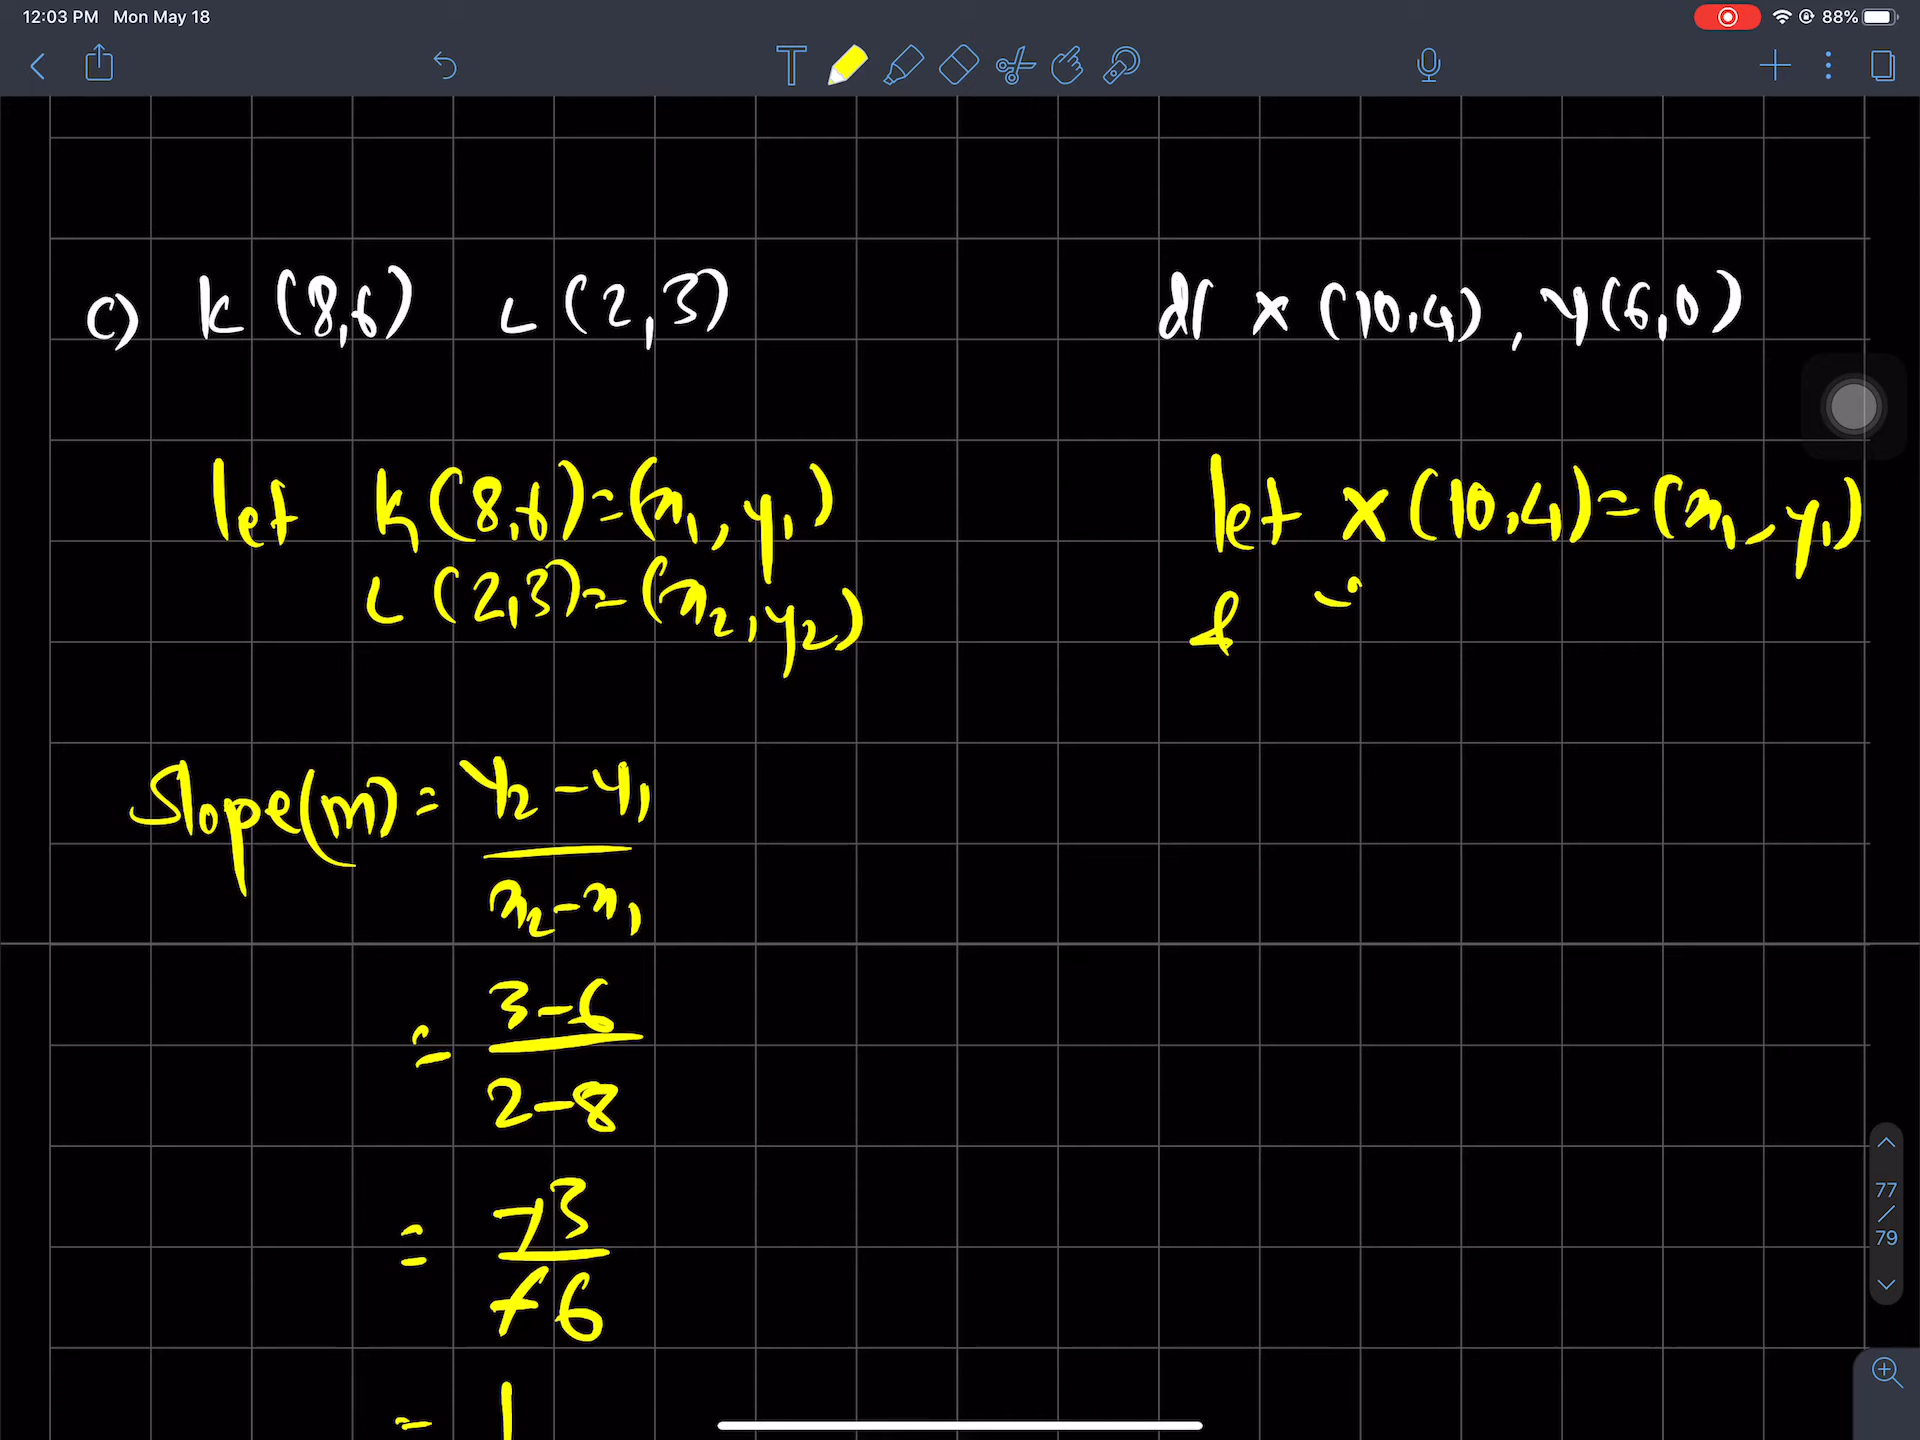 12:03 PM Mon May 18
88%
T
c) K (8,6) L (2,3)
let K (8,6) = (x₁, y₁)
L (2,3) = (x₂, y₂)
Slope(m) = y₂ - y₁
x₂ - x₁
= 3 - 6
2 - 8
= -3
-6
= 1
d( X (10,4) , Y (6,0)
let X (10,4) = (x₁, y₁)
&
77
/
79